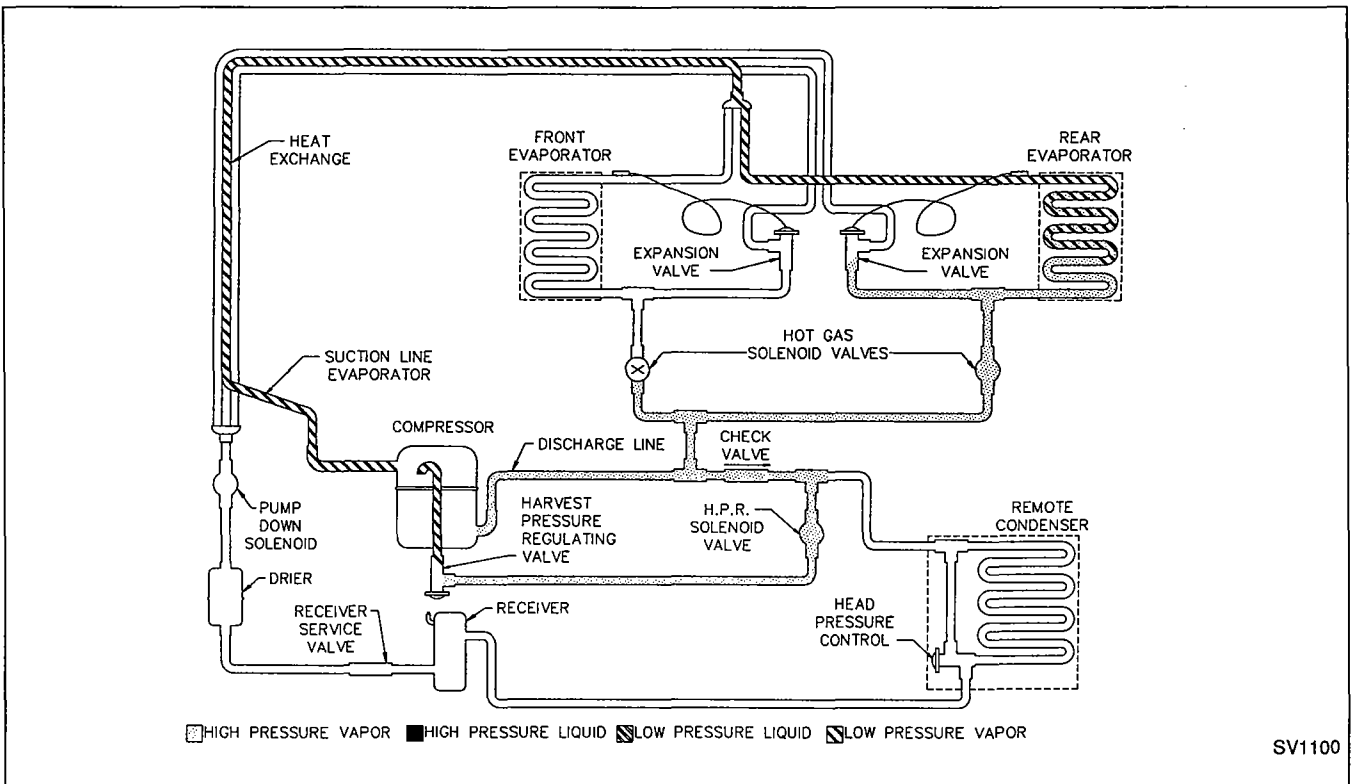 HEAT
EXCHANGE
FRONT
EVAPORATOR
REAR
EVAPORATOR
EXPANSION
VALVE
EXPANSION
VALVE
HOT GAS
SOLENOID VALVES
SUCTION LINE
EVAPORATOR
COMPRESSOR
DISCHARGE LINE
CHECK
VALVE
PUMP
DOWN
SOLENOID
HARVEST
PRESSURE
REGULATING
VALVE
H.P.R.
SOLENOID
VALVE
REMOTE
CONDENSER
DRIER
RECEIVER
SERVICE
VALVE
RECEIVER
HEAD
PRESSURE
CONTROL
HIGH PRESSURE VAPOR HIGH PRESSURE LIQUID LOW PRESSURE LIQUID LOW PRESSURE VAPOR
SV1100